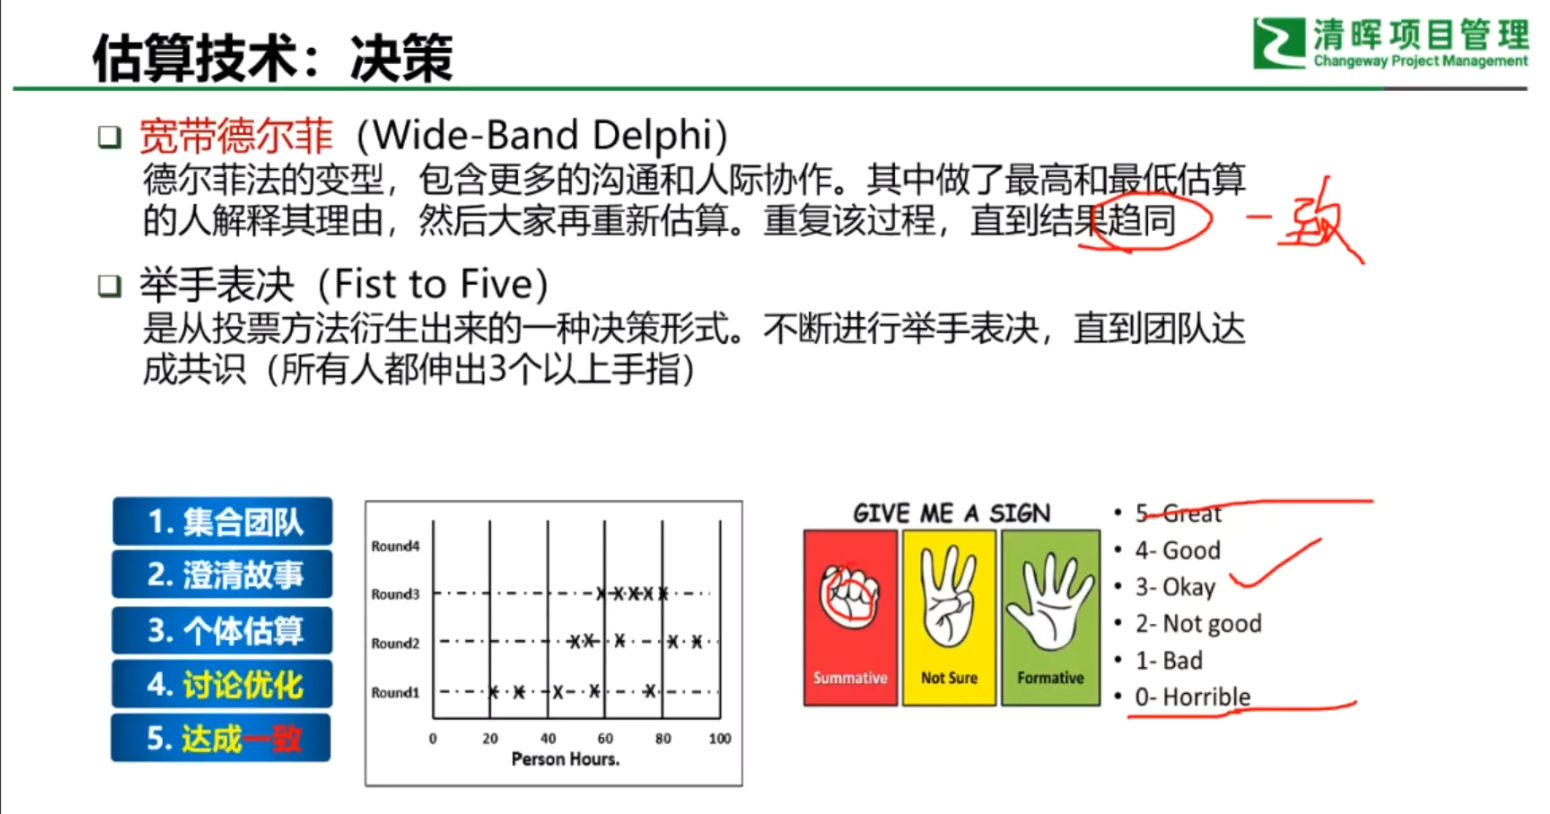 估算技术：决策
清晖项目管理
Changeway Project Management
❑ 宽带德尔菲（Wide-Band Delphi）
德尔菲法的变型，包含更多的沟通和人际协作。其中做了最高和最低估算
的人解释其理由，然后大家再重新估算。重复该过程，直到结果趋同
一致
❑ 举手表决（Fist to Five）
是从投票方法衍生出来的一种决策形式。不断进行举手表决，直到团队达
成共识（所有人都伸出3个以上手指）
1. 集合团队
2. 澄清故事
3. 个体估算
4. 讨论优化
5. 达成一致
Round4
Round3
Round2
Round1
0 20 40 60 80 100
Person Hours.
GIVE ME A SIGN
Summative
Not Sure
Formative
• 5- Great
• 4- Good
• 3- Okay
• 2- Not good
• 1- Bad
• 0- Horrible